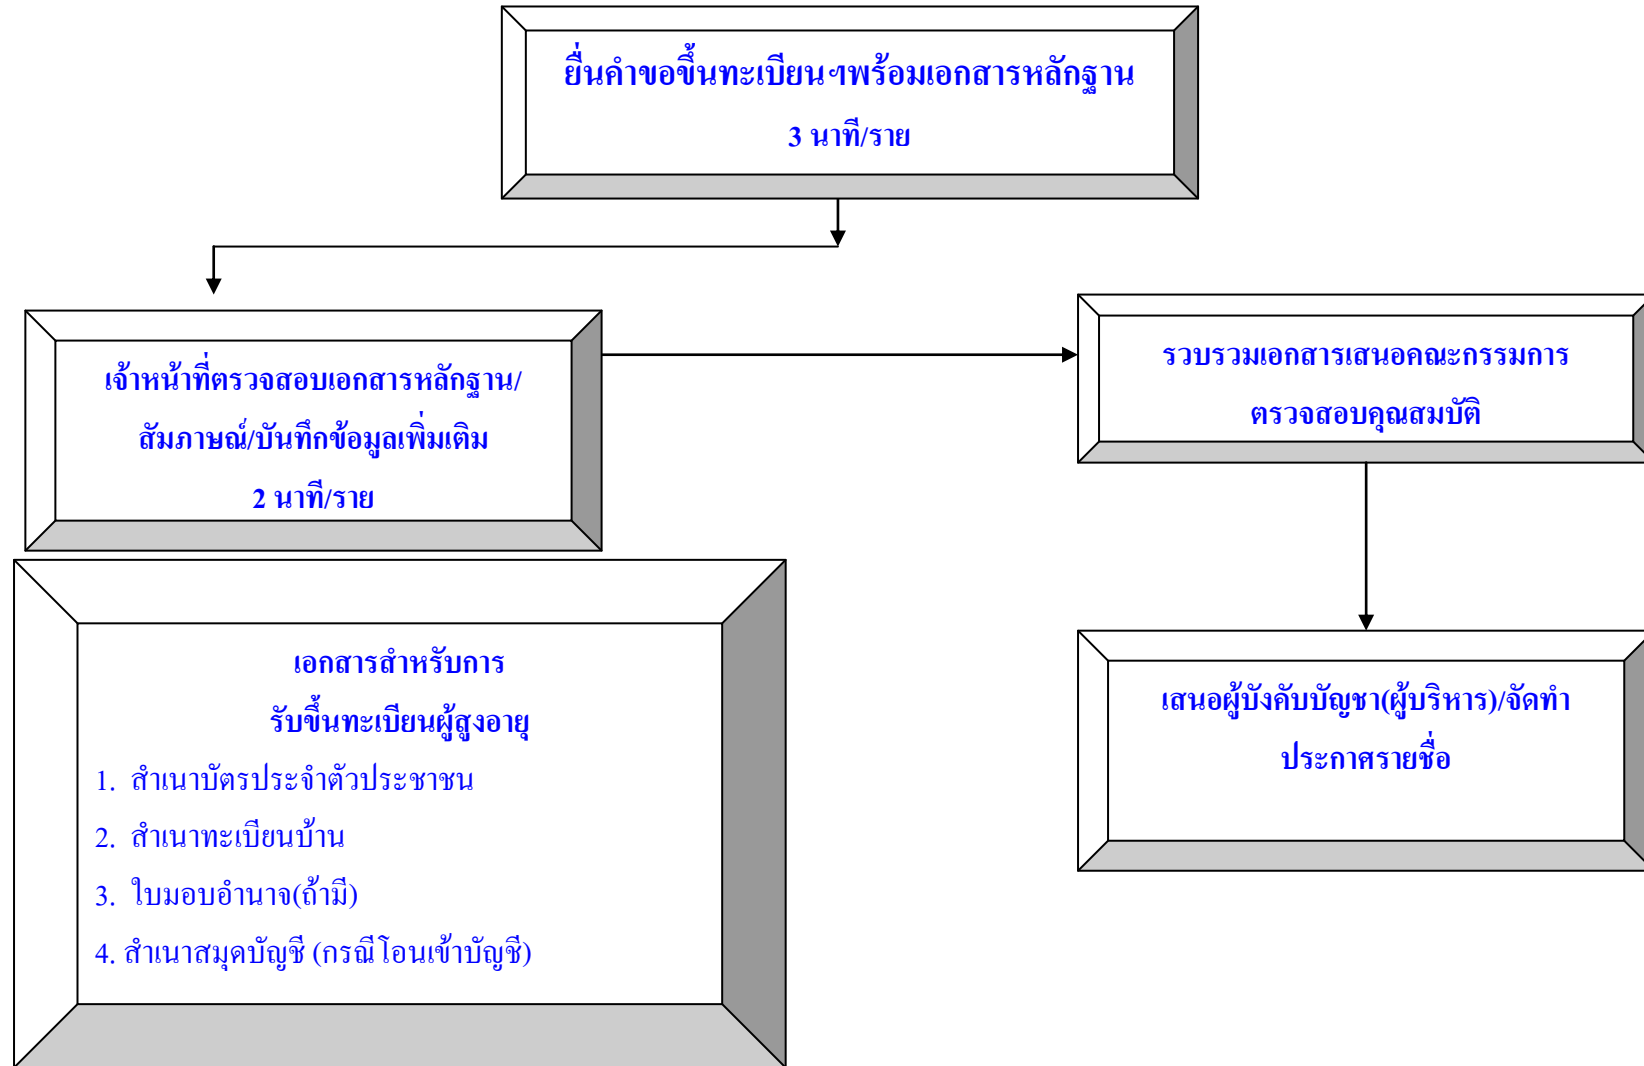 ยื่นคำขอขึ้นทะเบียนฯพร้อมเอกสารหลักฐาน
3 นาที/ราย
เจ้าหน้าที่ตรวจสอบเอกสารหลักฐาน/
สัมภาษณ์/บันทึกข้อมูลเพิ่มเติม
2 นาที/ราย
รวบรวมเอกสารเสนอคณะกรรมการ
ตรวจสอบคุณสมบัติ
เอกสารสำหรับการ
รับขึ้นทะเบียนผู้สูงอายุ
1. สำเนาบัตรประจำตัวประชาชน
2. สำเนาทะเบียนบ้าน
3. ใบมอบอำนาจ(ถ้ามี)
4. สำเนาสมุดบัญชี (กรณีโอนเข้าบัญชี)
เสนอผู้บังคับบัญชา(ผู้บริหาร)/จัดทำ
ประกาศรายชื่อ